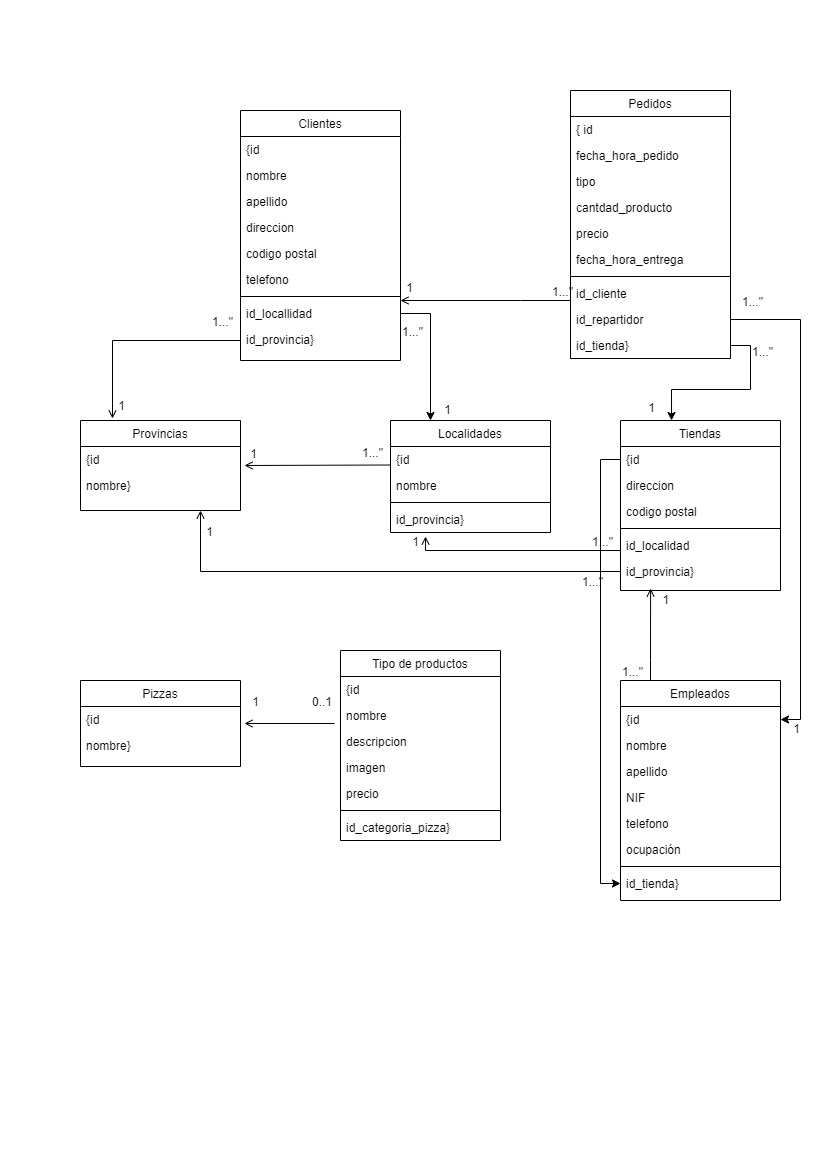 Clientes
{id
nombre
apellido
direccion
codigo postal
telefono
id_locallidad
id_provincia}
Pedidos
{ id
fecha_hora_pedido
tipo
cantdad_producto
precio
fecha_hora_entrega
id_cliente
id_repartidor
id_tienda}
1
1..."
1..."
1..."
1..."
1..."
1
1
1
Provincias
{id
nombre}
1
1..."
Localidades
{id
nombre
id_provincia}
Tiendas
{id
direccion
codigo postal
id_localidad
id_provincia}
1
1
1..."
1..."
1
1..."
Pizzas
{id
nombre}
1
0..1
Tipo de productos
{id
nombre
descripcion
imagen
precio
id_categoria_pizza}
Empleados
{id
nombre
apellido
NIF
telefono
ocupación
id_tienda}
1